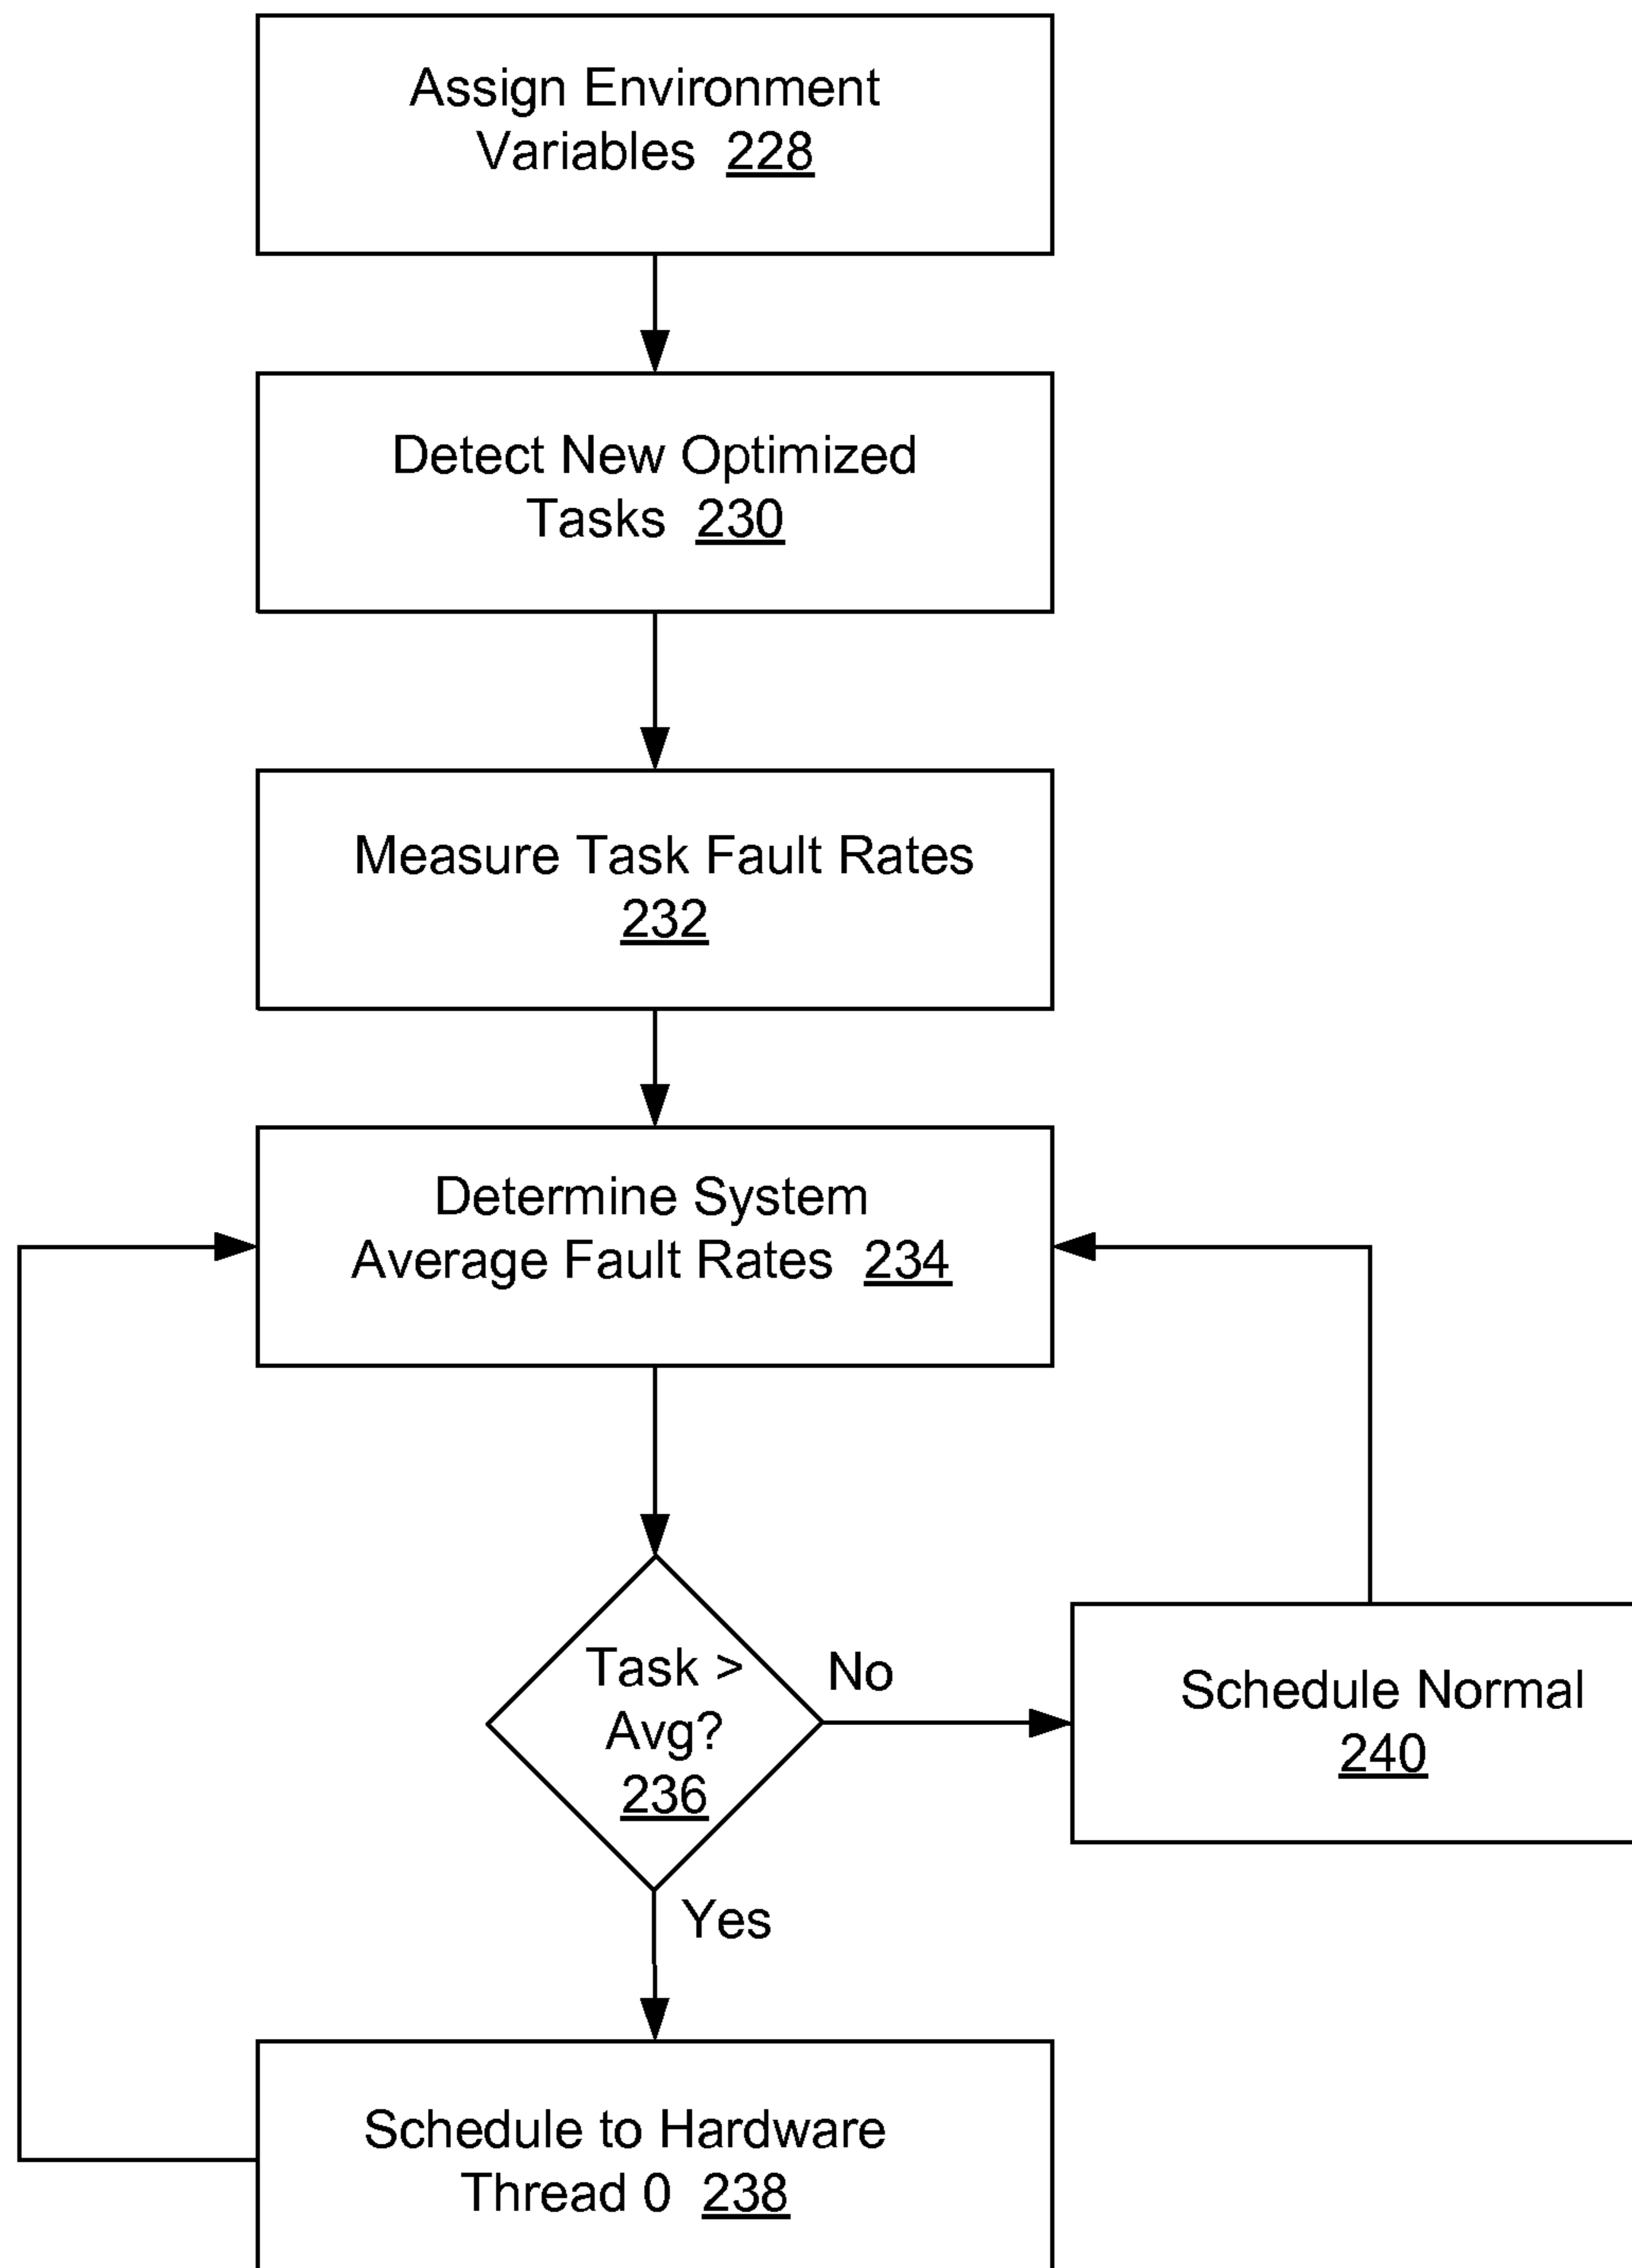 Assign Environment
Variables 228
Detect New Optimized
Tasks 230
Measure Task Fault Rates
232
Determine System
Average Fault Rates 234
Task >
Avg?
236
No
Schedule Normal
240
Yes
Schedule to Hardware
Thread 0 238